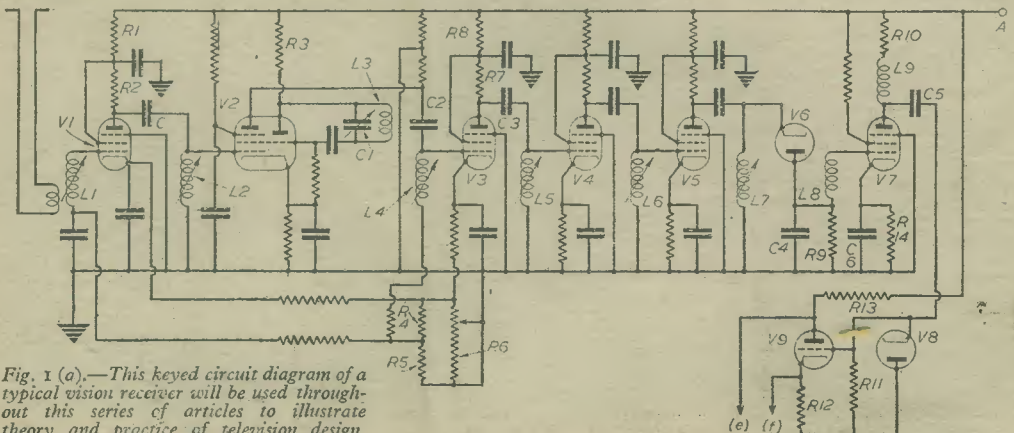 R1
R2
C
V1
L1
V2
L2
R3
L3
C1
C2
L4
R8
R7
C3
V3
L5
V4
L6
V5
L7
V6
C4
L8
R9
R10
L9
C5
V7
C
6
R
14
A
R
4
R5
R6
R13
V9
V8
R11
R12
(e) (f)
Fig. 1 (a).—This keyed circuit diagram of a
typical vision receiver will be used through-
out this series of articles to illustrate
theory and practice of television design.